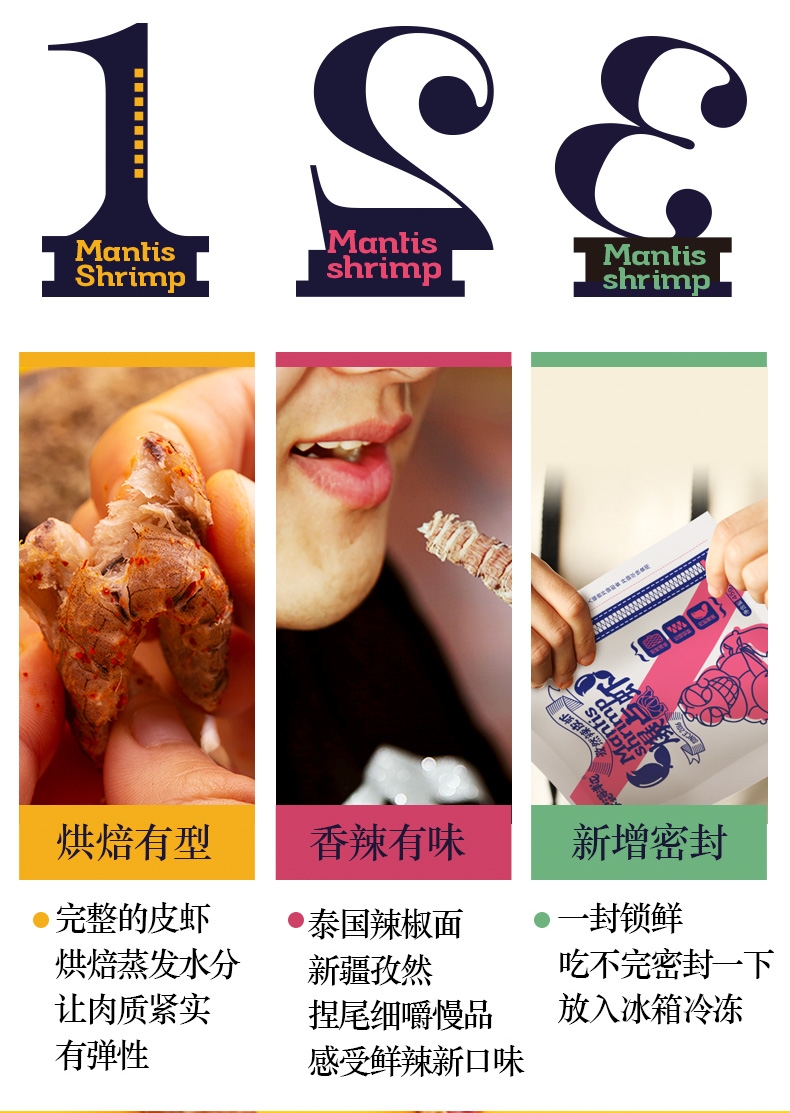 1
Mantis
Shrimp
2
Mantis
shrimp
3
Mantis
shrimp
Mantis
shrimp
烘焙有型
香辣有味
新增密封
完整的皮虾
烘焙蒸发水分
让肉质紧实
有弹性
泰国辣椒面
新疆孜然
捏尾细嚼慢品
感受鲜辣新口味
一封锁鲜
吃不完密封一下
放入冰箱冷冻